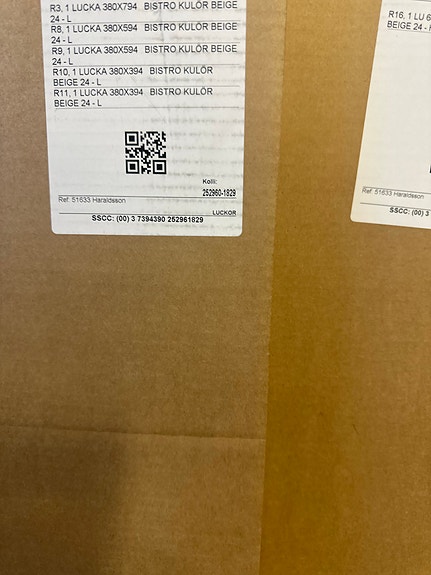 R3, 1 LUCKA 380X794 BISTRO KULÖR BEIGE
24 - L
R8, 1 LUCKA 380X594 BISTRO KULÖR BEIGE
24 - L
R9, 1 LUCKA 380X594 BISTRO KULÖR BEIGE
24 - L
R10, 1 LUCKA 380X394 BISTRO KULÖR
BEIGE 24 - L
R11, 1 LUCKA 380X394 BISTRO KULÖR
BEIGE 24 - L
Kolli:
252960-1829
Ref: 51633 Haraldsson
LUCKOR
SSCC: (00) 3 7394390 252961829
R16, 1 LU
BEIGE 24 -
Ref: 51633 Haraldsson
SSCC: (00) 3